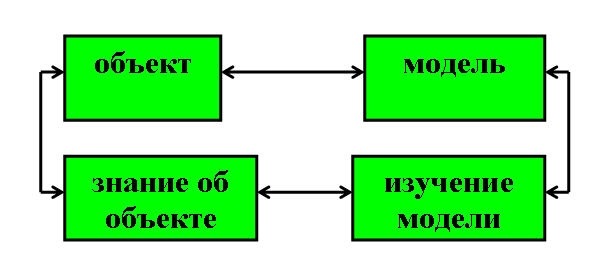 объект
модель
знание об
объекте
изучение
модели